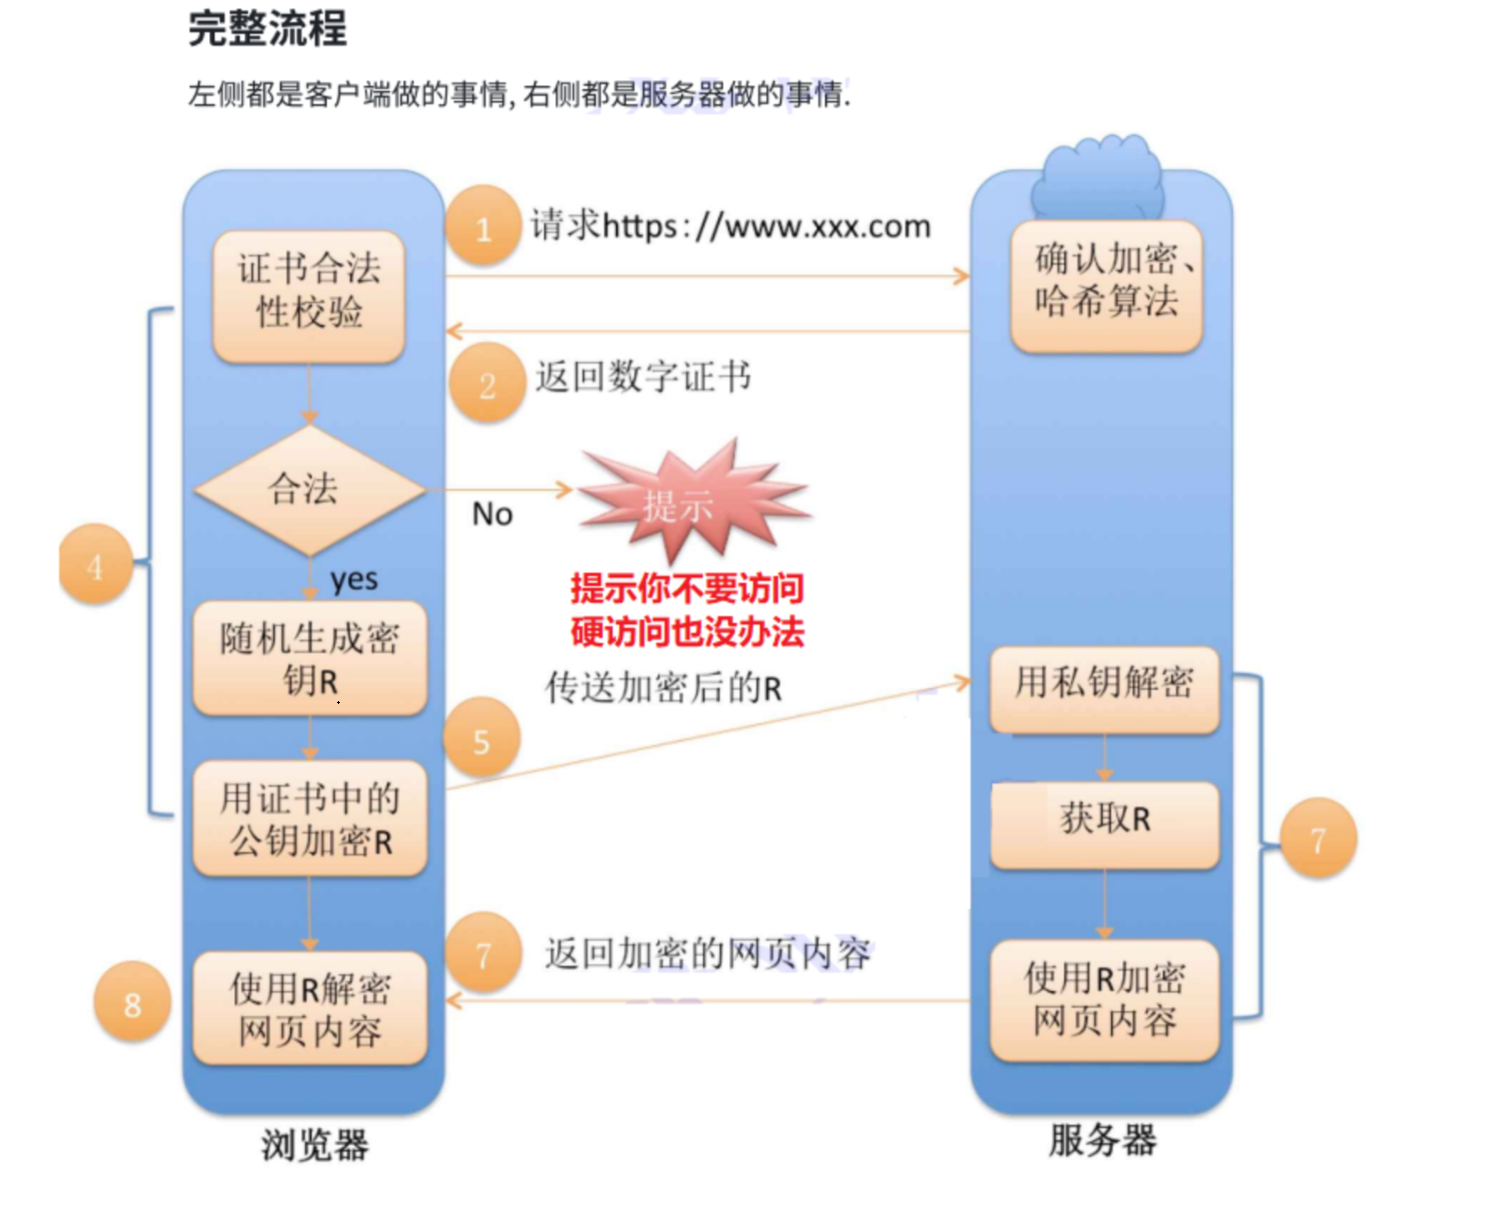 完整流程
左侧都是客户端做的事情, 右侧都是服务器做的事情.
1
请求https://www.xxx.com
证书合法
性校验
确认加密、
哈希算法
2
返回数字证书
合法
No
提示
提示你不要访问
硬访问也没办法
4
yes
随机生成密
钥R
传送加密后的R
用私钥解密
5
用证书中的
公钥加密R
获取R
7
7
返回加密的网页内容
8
使用R解密
网页内容
使用R加密
网页内容
浏览器
服务器